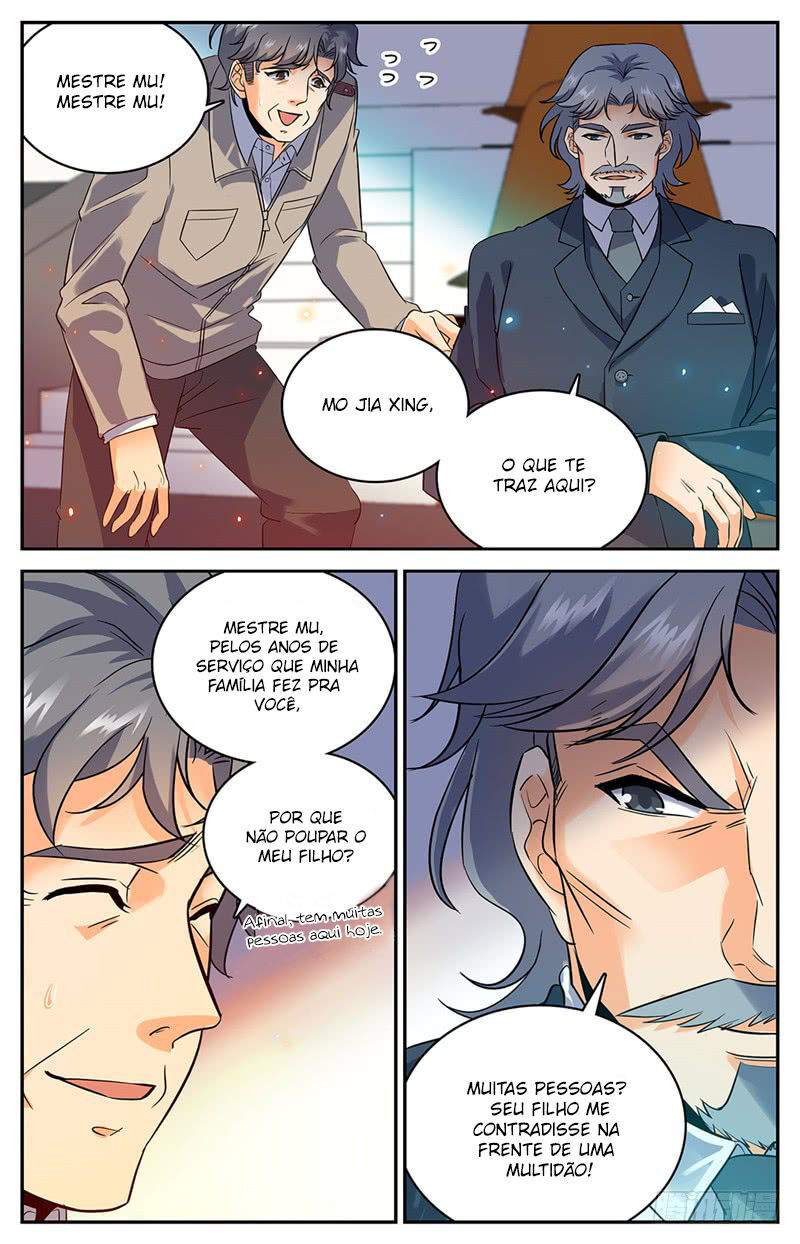 MESTRE MU!
MESTRE MU!
MO JIA XING,
O QUE TE
TRAZ AQUI?
MESTRE MU,
PELOS ANOS DE
SERVIÇO QUE MINHA
FAMÍLIA FEZ PRA
VOCÊ,
POR QUE
NÃO POUPAR O
MEU FILHO?
Afinal, tem muitas
pessoas aqui hoje.
MUITAS PESSOAS?
SEU FILHO ME
CONTRADISSE NA
FRENTE DE UMA
MULTIDÃO!